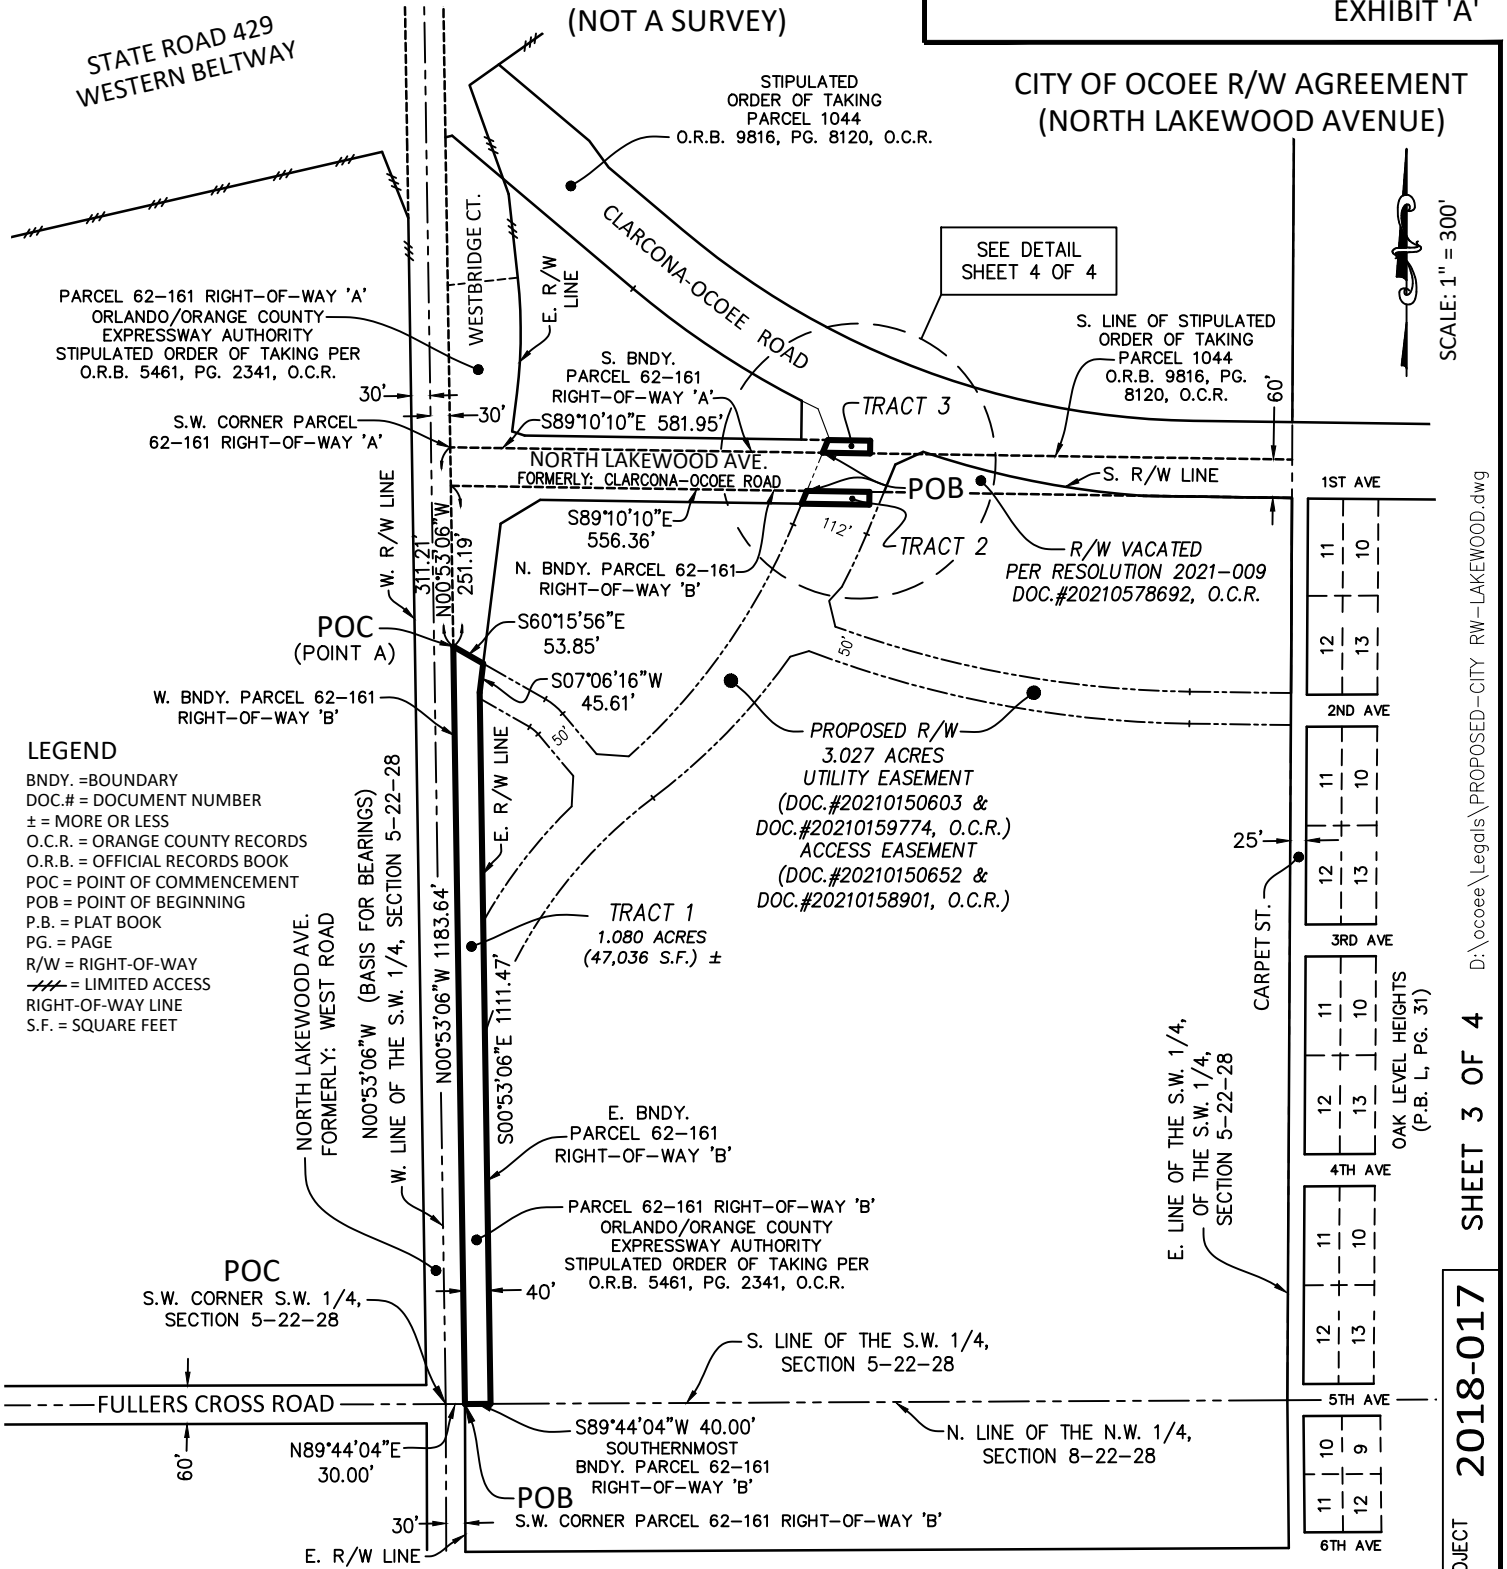 (NOT A SURVEY)
EXHIBIT 'A'
CITY OF OCOEE R/W AGREEMENT
(NORTH LAKEWOOD AVENUE)
STATE ROAD 429
WESTERN BELTWAY
STIPULATED
ORDER OF TAKING
PARCEL 1044
O.R.B. 9816, PG. 8120, O.C.R.
CLARCONA-OCOEE ROAD
WESTBRIDGE CT.
E. R/W
LINE
SEE DETAIL
SHEET 4 OF 4
SCALE: 1" = 300'
PARCEL 62-161 RIGHT-OF-WAY 'A'
ORLANDO/ORANGE COUNTY
EXPRESSWAY AUTHORITY
STIPULATED ORDER OF TAKING PER
O.R.B. 5461, PG. 2341, O.C.R.
30'
30'
S.W. CORNER PARCEL
62-161 RIGHT-OF-WAY 'A'
S. BNDY.
PARCEL 62-161
RIGHT-OF-WAY 'A'
S89°10'10"E 581.95'
TRACT 3
S. LINE OF STIPULATED
ORDER OF TAKING
PARCEL 1044
O.R.B. 9816, PG.
8120, O.C.R.
60'
NORTH LAKEWOOD AVE.
FORMERLY: CLARCONA-OCOEE ROAD
POB
S. R/W LINE
S89°10'10"E
556.36'
112'
TRACT 2
N. BNDY. PARCEL 62-161
RIGHT-OF-WAY 'B'
R/W VACATED
PER RESOLUTION 2021-009
DOC.#20210578692, O.C.R.
W. R/W LINE
311.21'
N00°53'06"W
251.19'
POC
(POINT A)
S60°15'56"E
53.85'
S07°06'16"W
45.61'
W. BNDY. PARCEL 62-161
RIGHT-OF-WAY 'B'
50'
50'
PROPOSED R/W
3.027 ACRES
UTILITY EASEMENT
(DOC.#20210150603 &
DOC.#20210159774, O.C.R.)
ACCESS EASEMENT
(DOC.#20210150652 &
DOC.#20210158901, O.C.R.)
LEGEND
BNDY. =BOUNDARY
DOC.# = DOCUMENT NUMBER
± = MORE OR LESS
O.C.R. = ORANGE COUNTY RECORDS
O.R.B. = OFFICIAL RECORDS BOOK
POC = POINT OF COMMENCEMENT
POB = POINT OF BEGINNING
P.B. = PLAT BOOK
PG. = PAGE
R/W = RIGHT-OF-WAY
= LIMITED ACCESS
RIGHT-OF-WAY LINE
S.F. = SQUARE FEET
NORTH LAKEWOOD AVE.
FORMERLY: WEST ROAD
N00°53'06"W (BASIS FOR BEARINGS)
W. LINE OF THE S.W. 1/4, SECTION 5-22-28
N00°53'06"W 1183.64'
E. R/W LINE
S00°53'06"E 1111.47'
TRACT 1
1.080 ACRES
(47,036 S.F.) ±
E. BNDY.
PARCEL 62-161
RIGHT-OF-WAY 'B'
PARCEL 62-161 RIGHT-OF-WAY 'B'
ORLANDO/ORANGE COUNTY
EXPRESSWAY AUTHORITY
STIPULATED ORDER OF TAKING PER
O.R.B. 5461, PG. 2341, O.C.R.
40'
POC
S.W. CORNER S.W. 1/4,
SECTION 5-22-28
FULLERS CROSS ROAD
60'
N89°44'04"E
30.00'
S. LINE OF THE S.W. 1/4,
SECTION 5-22-28
S89°44'04"W 40.00'
SOUTHERNMOST
BNDY. PARCEL 62-161
RIGHT-OF-WAY 'B'
N. LINE OF THE N.W. 1/4,
SECTION 8-22-28
POB
S.W. CORNER PARCEL 62-161 RIGHT-OF-WAY 'B'
30'
E. R/W LINE
E. LINE OF THE S.W. 1/4,
OF THE S.W. 1/4,
SECTION 5-22-28
25'
CARPET ST.
1ST AVE
11 10
12 13
2ND AVE
11 10
12 13
3RD AVE
11 10
12 13
4TH AVE
11 10
12 13
5TH AVE
10 9
11 12
6TH AVE
OAK LEVEL HEIGHTS
(P.B. L, PG. 31)
D:\ocoee\Legals\PROPOSED-CITY RW-LAKEWOOD.dwg
SHEET 3 OF 4
2018-017